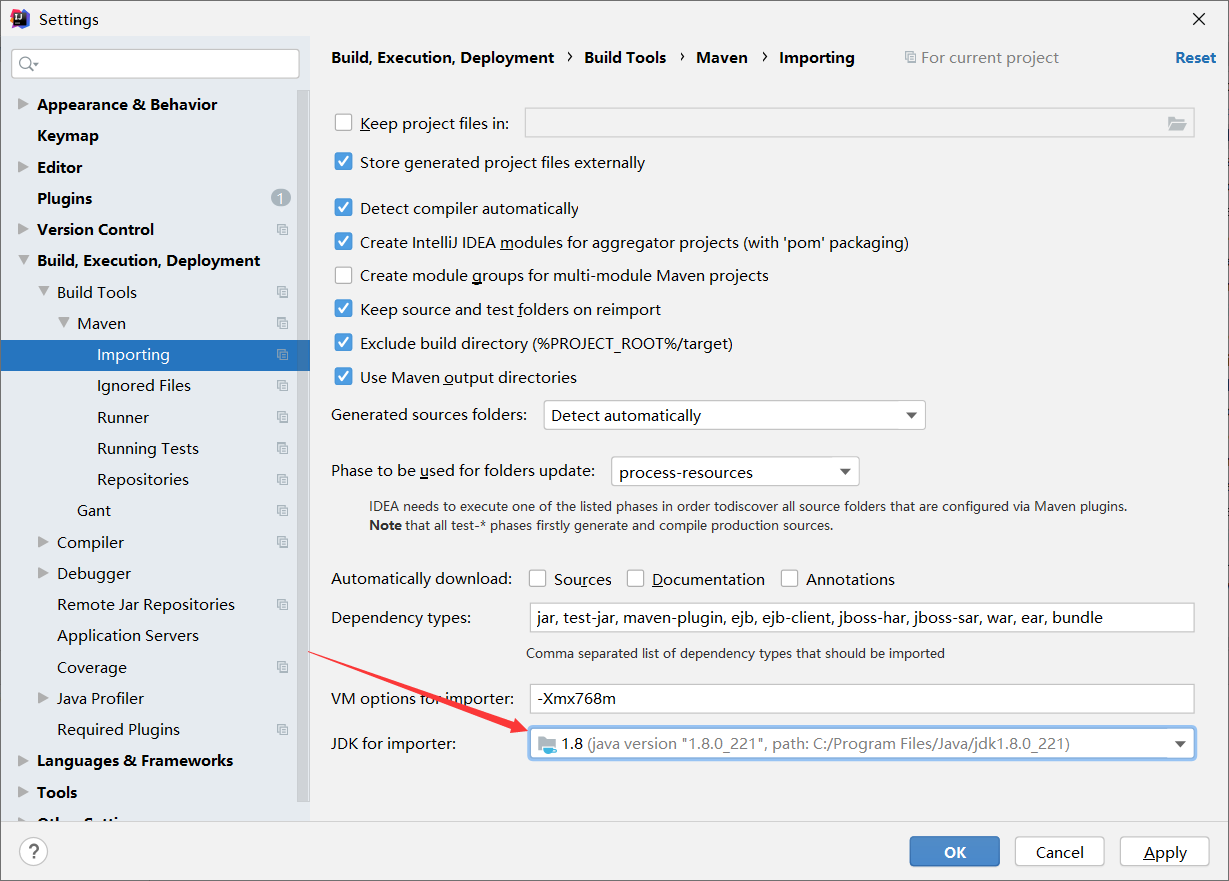 Settings
Build, Execution, Deployment › Build Tools › Maven › Importing For current project Reset
Appearance & Behavior
Keymap
Editor
Plugins 1
Version Control
Build, Execution, Deployment
Build Tools
Maven
Importing
Ignored Files
Runner
Running Tests
Repositories
Gant
Compiler
Debugger
Remote Jar Repositories
Application Servers
Coverage
Java Profiler
Required Plugins
Languages & Frameworks
Tools
Keep project files in:
Store generated project files externally
Detect compiler automatically
Create IntelliJ IDEA modules for aggregator projects (with 'pom' packaging)
Create module groups for multi-module Maven projects
Keep source and test folders on reimport
Exclude build directory (%PROJECT_ROOT%/target)
Use Maven output directories
Generated sources folders: Detect automatically
Phase to be used for folders update: process-resources
IDEA needs to execute one of the listed phases in order todiscover all source folders that are configured via Maven plugins.
Note that all test-* phases firstly generate and compile production sources.
Automatically download: Sources Documentation Annotations
Dependency types: jar, test-jar, maven-plugin, ejb, ejb-client, jboss-har, jboss-sar, war, ear, bundle
Comma separated list of dependency types that should be imported
VM options for importer: -Xmx768m
JDK for importer: 1.8 (java version "1.8.0_221", path: C:/Program Files/Java/jdk1.8.0_221)
? OK Cancel Apply